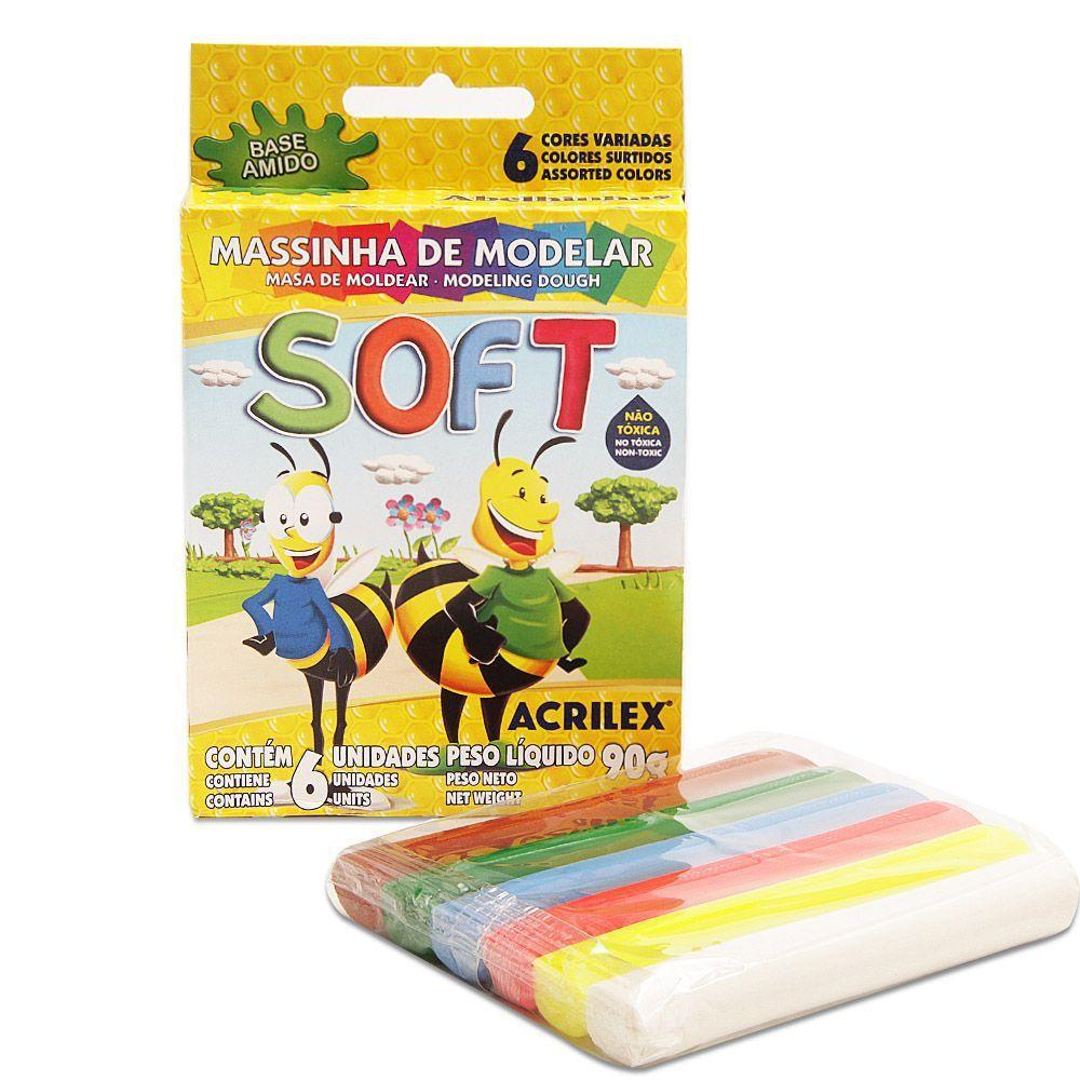 BASE
AMIDO
6 CORES VARIADAS
COLORES SURTIDOS
ASSORTED COLORS
Abelhinhas
MASSINHA DE MODELAR
MASA DE MOLDEAR · MODELING DOUGH
SOFT
NÃO
TÓXICA
NO TÓXICA
NON-TOXIC
ACRILEX®
CONTÉM 6 UNIDADES PESO LÍQUIDO 90g
CONTIENE UNIDADES PESO NETO
CONTAINS UNITS NET WEIGHT